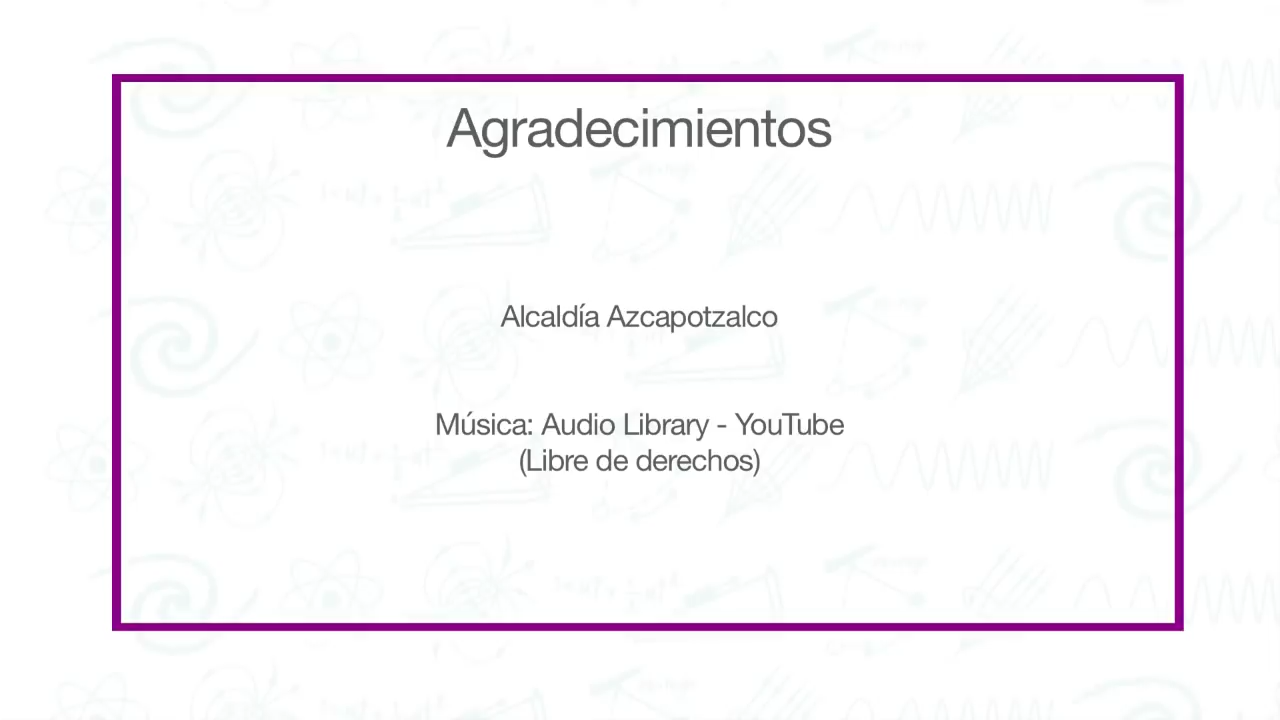 Agradecimientos
Alcaldía Azcapotzalco
Música: Audio Library - YouTube
(Libre de derechos)